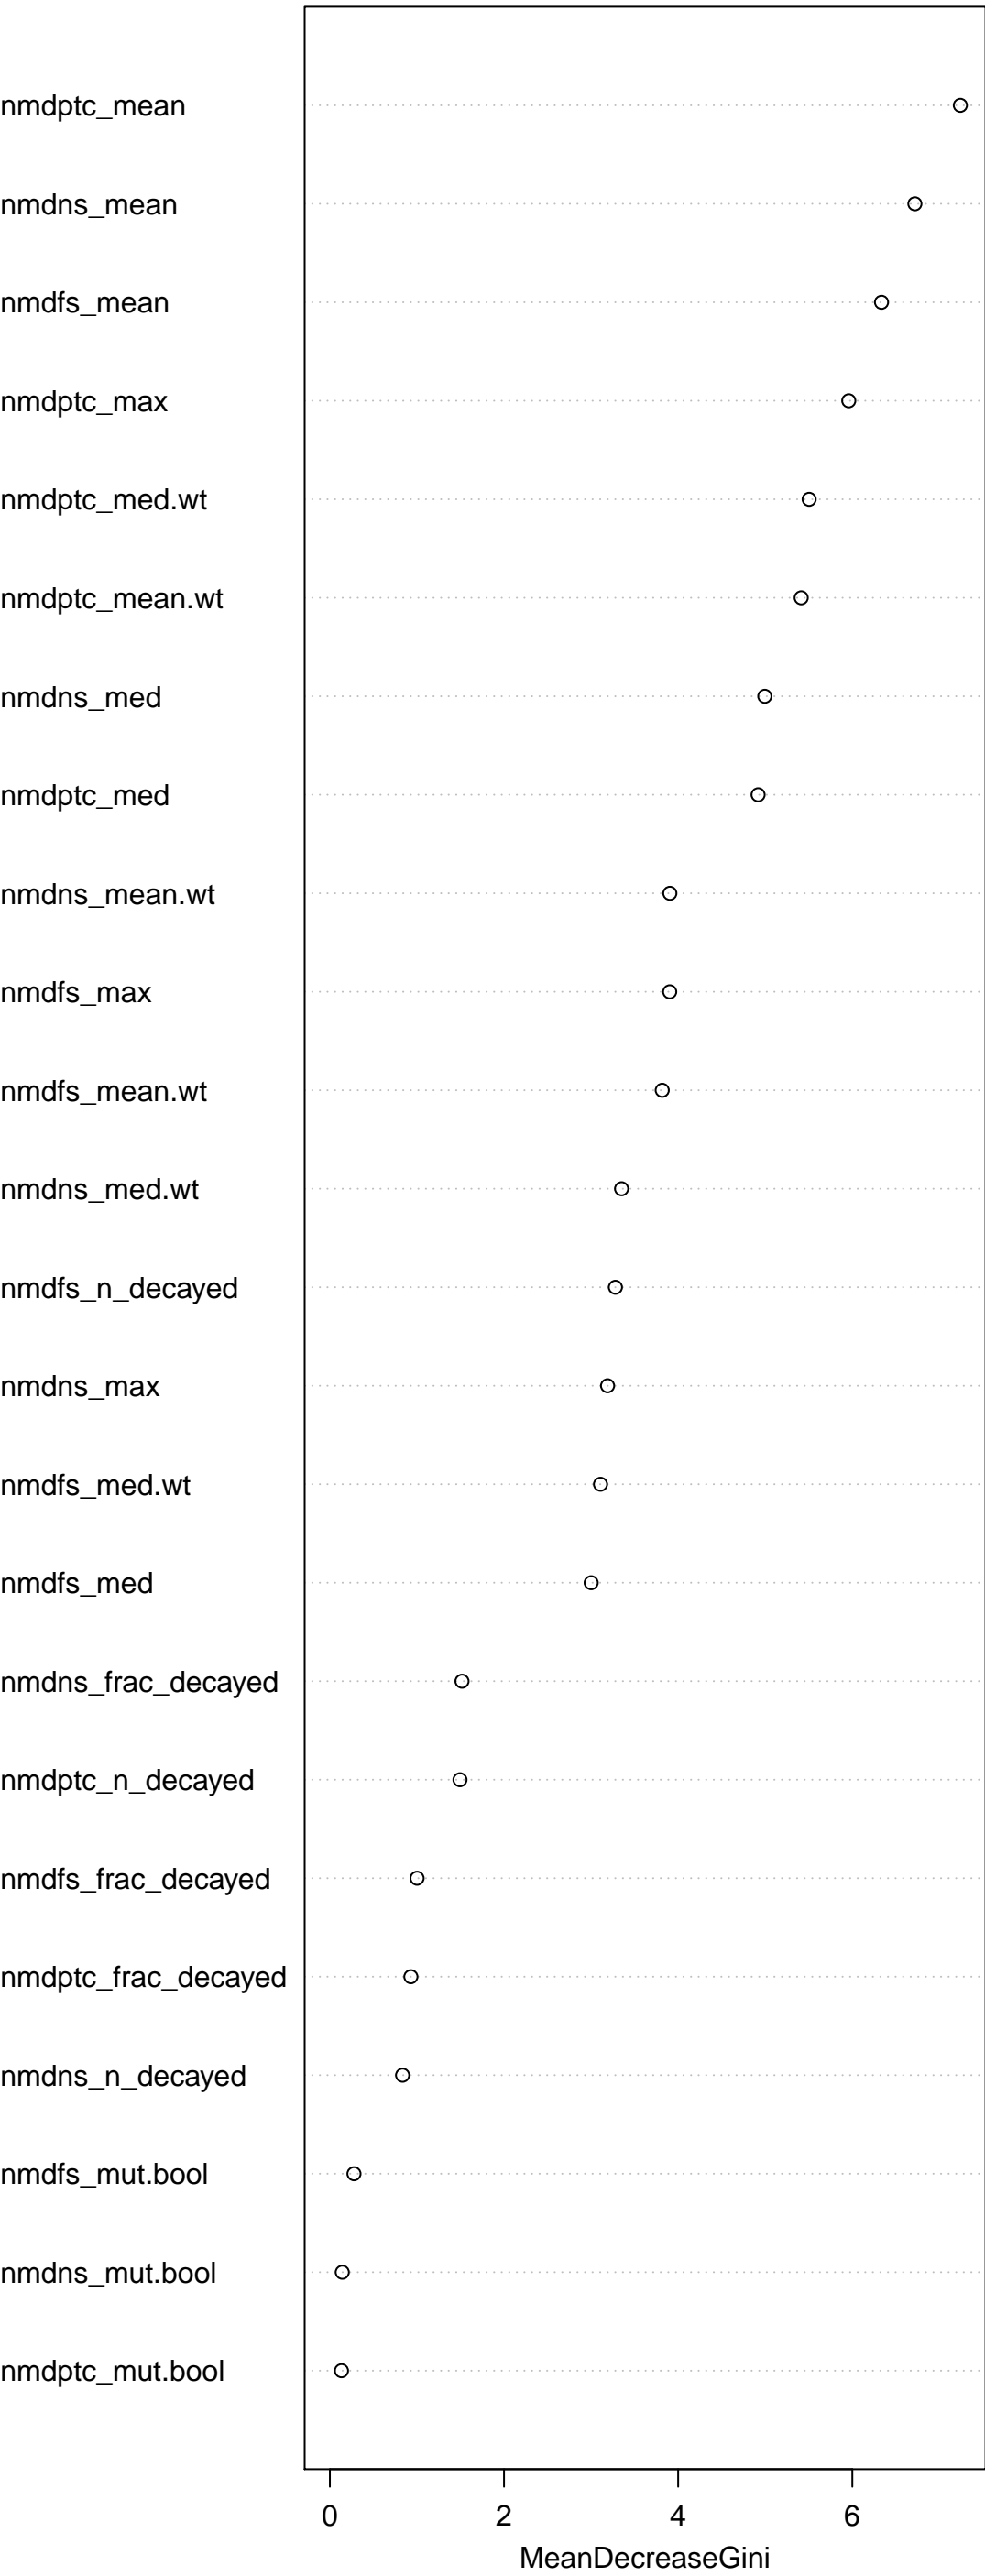 nmdptc_mean
nmdns_mean
nmdfs_mean
nmdptc_max
nmdptc_med.wt
nmdptc_mean.wt
nmdns_med
nmdptc_med
nmdns_mean.wt
nmdfs_max
nmdfs_mean.wt
nmdns_med.wt
nmdfs_n_decayed
nmdns_max
nmdfs_med.wt
nmdfs_med
nmdns_frac_decayed
nmdptc_n_decayed
nmdfs_frac_decayed
nmdptc_frac_decayed
nmdns_n_decayed
nmdfs_mut.bool
nmdns_mut.bool
nmdptc_mut.bool
0 2 4 6
MeanDecreaseGini